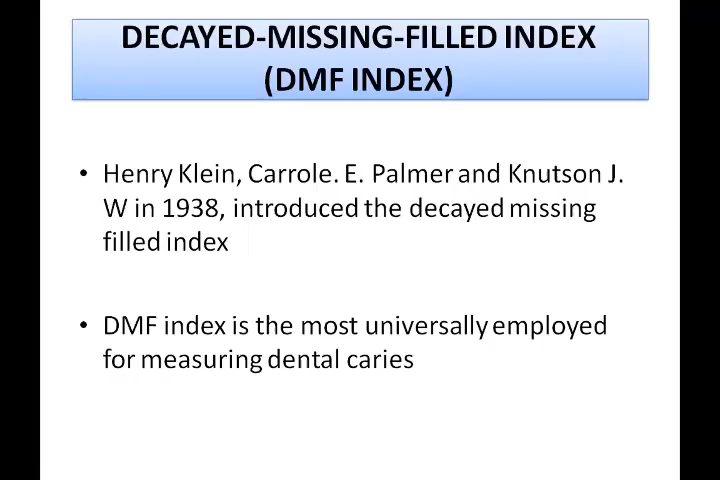 DECAYED-MISSING-FILLED INDEX
(DMF INDEX)
• Henry Klein, Carrole. E. Palmer and Knutson J.
W in 1938, introduced the decayed missing
filled index
• DMF index is the most universally employed
for measuring dental caries